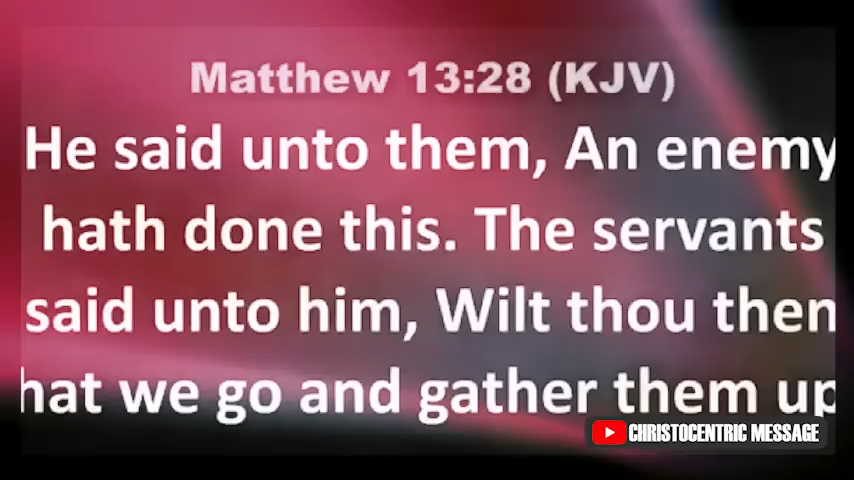 Matthew 13:28 (KJV)
He said unto them, An enemy
hath done this. The servants
said unto him, Wilt thou then
hat we go and gather them up
CHRISTOCENTRIC MESSAGE